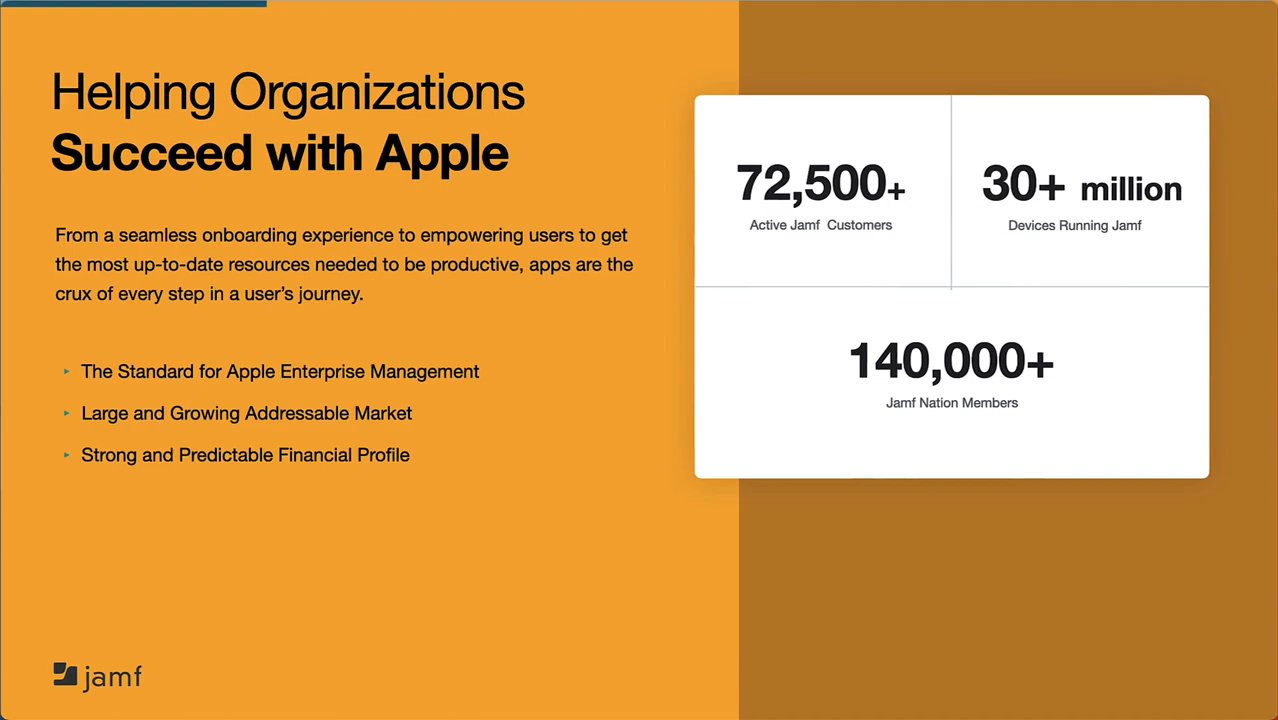 Helping Organizations
Succeed with Apple
From a seamless onboarding experience to empowering users to get
the most up-to-date resources needed to be productive, apps are the
crux of every step in a user’s journey.
‣ The Standard for Apple Enterprise Management
‣ Large and Growing Addressable Market
‣ Strong and Predictable Financial Profile
72,500+
Active Jamf Customers
30+ million
Devices Running Jamf
140,000+
Jamf Nation Members
jamf